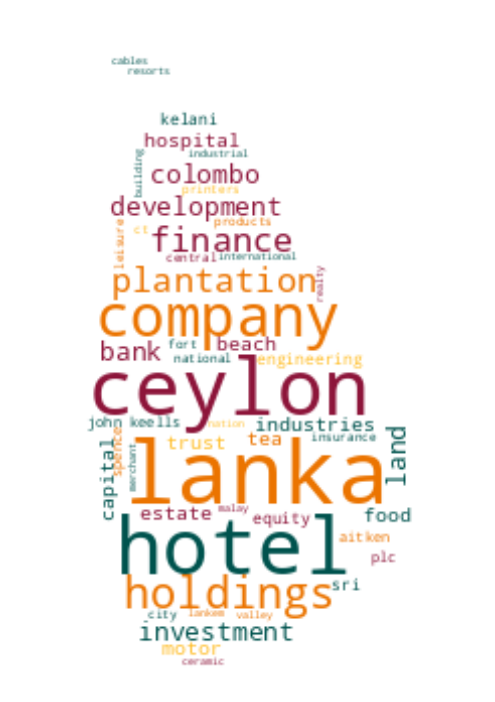 cables
resorts
kelani
hospital
industrial
building
colombo
printers
development
products
leisure
ct
finance
central
international
plantation
realty
company
fort
beach
bank
national
engineering
ceylon
john keells
nation
industries
spence
trust
tea
insurance
land
capital
merchant
lanka
estate
malay
equity
food
hotel
aitken
plc
holdings
sri
city
lankem
valley
investment
motor
ceramic